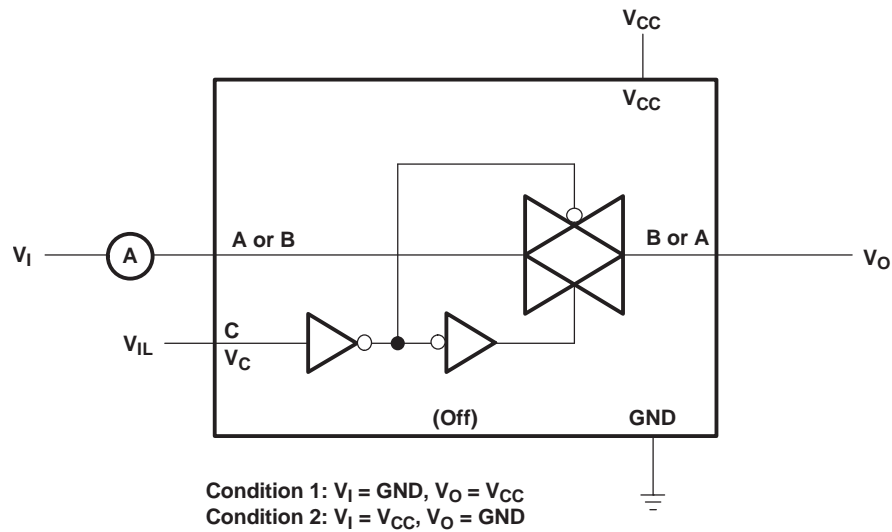 VCC
VCC
VI
A
A or B
B or A
VO
VIL
C
VC
(Off)
GND
Condition 1: VI = GND, VO = VCC
Condition 2: VI = VCC, VO = GND